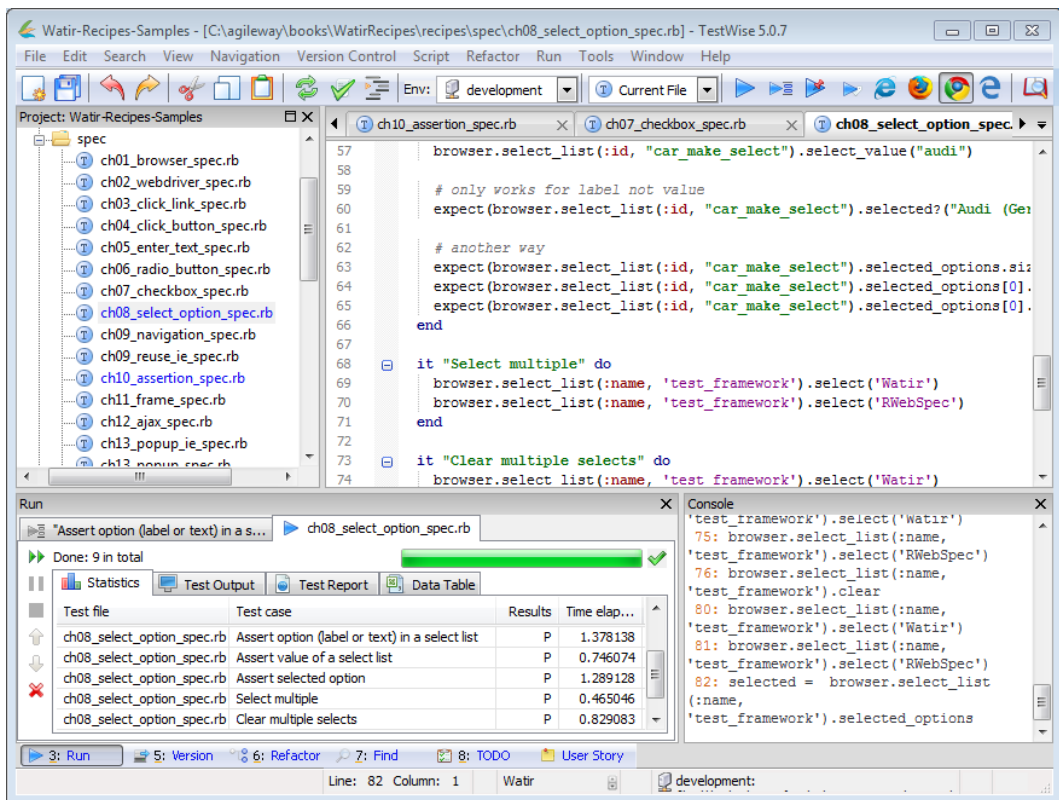 Watir-Recipes-Samples - [C:\agileway\books\WatirRecipes\recipes\spec\ch08_select_option_spec.rb] - TestWise 5.0.7
File Edit Search View Navigation Version Control Script Refactor Run Tools Window Help
Env: development Current File
Project: Watir-Recipes-Samples
spec
ch01_browser_spec.rb
ch02_webdriver_spec.rb
ch03_click_link_spec.rb
ch04_click_button_spec.rb
ch05_enter_text_spec.rb
ch06_radio_button_spec.rb
ch07_checkbox_spec.rb
ch08_select_option_spec.rb
ch09_navigation_spec.rb
ch09_reuse_ie_spec.rb
ch10_assertion_spec.rb
ch11_frame_spec.rb
ch12_ajax_spec.rb
ch13_popup_ie_spec.rb
ch13_popup_spec.rb
ch10_assertion_spec.rb ch07_checkbox_spec.rb ch08_select_option_spec.
57 browser.select_list(:id, "car_make_select").select_value("audi")
58
59 # only works for label not value
60 expect(browser.select_list(:id, "car_make_select").selected?("Audi (Ger
61
62 # another way
63 expect(browser.select_list(:id, "car_make_select").selected_options.siz
64 expect(browser.select_list(:id, "car_make_select").selected_options[0].
65 expect(browser.select_list(:id, "car_make_select").selected_options[0].
66 end
67
68 it "Select multiple" do
69 browser.select_list(:name, 'test_framework').select('Watir')
70 browser.select_list(:name, 'test_framework').select('RWebSpec')
71 end
72
73 it "Clear multiple selects" do
74 browser.select_list(:name, 'test_framework').select('Watir')
Run
"Assert option (label or text) in a s... ch08_select_option_spec.rb
Done: 9 in total
Statistics Test Output Test Report Data Table
Test file Test case Results Time elap...
ch08_select_option_spec.rb Assert option (label or text) in a select list P 1.378138
ch08_select_option_spec.rb Assert value of a select list P 0.746074
ch08_select_option_spec.rb Assert selected option P 1.289128
ch08_select_option_spec.rb Select multiple P 0.465046
ch08_select_option_spec.rb Clear multiple selects P 0.829083
Console
'test_framework').select('Watir')
75: browser.select_list(:name,
'test_framework').select('RWebSpec')
76: browser.select_list(:name,
'test_framework').clear
80: browser.select_list(:name,
'test_framework').select('Watir')
81: browser.select_list(:name,
'test_framework').select('RWebSpec')
82: selected = browser.select_list
(:name,
'test_framework').selected_options
3: Run 5: Version 6: Refactor 7: Find 8: TODO User Story
Line: 82 Column: 1 Watir development: